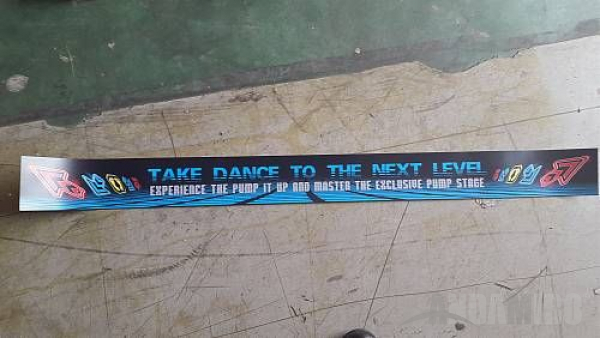 TAKE DANCE TO THE NEXT LEVEL
EXPERIENCE THE PUMP IT UP AND MASTER THE EXCLUSIVE PUMP STAGE